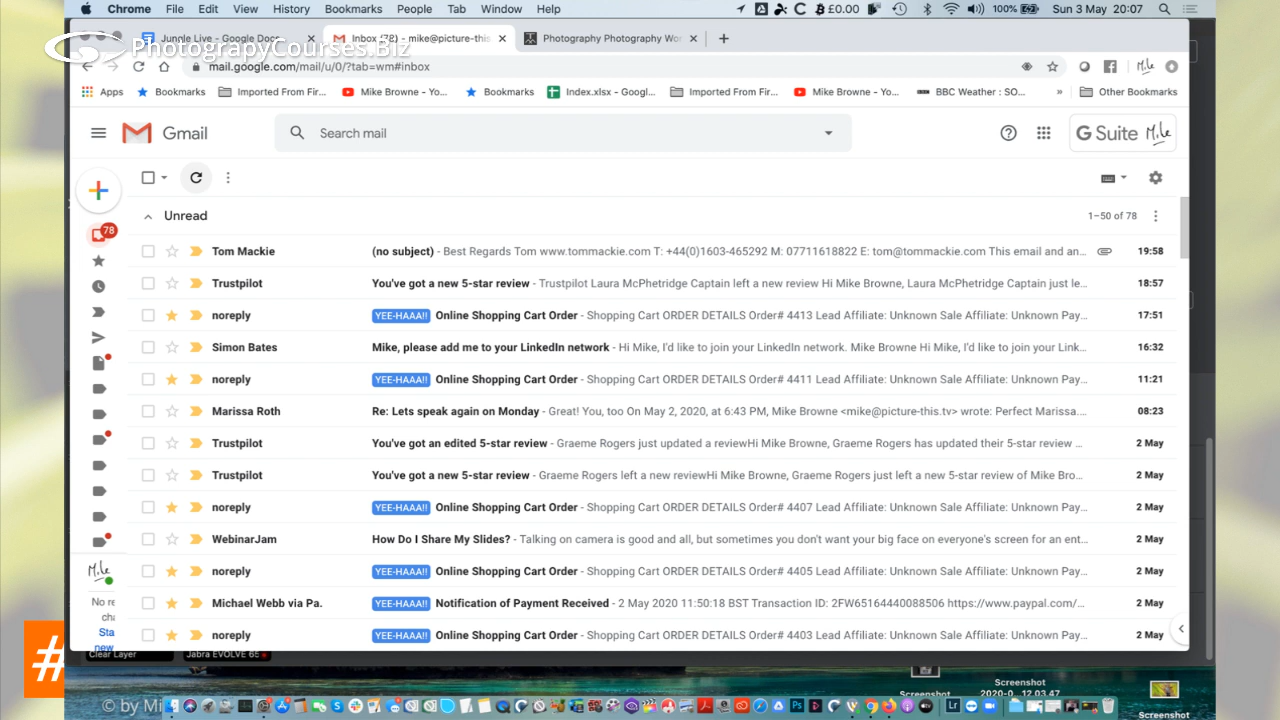 Chrome File Edit View History Bookmarks People Tab Window Help £0.00 100% Sun 3 May 20:07
Jungle Live - Google Docs Inbox (78) - mike@picture-this Photography Photography Wo
PhotograpyCourses.Biz
mail.google.com/mail/u/0/?tab=wm#inbox
Apps Bookmarks Imported From Fir... Mike Browne - Yo... Bookmarks Index.xlsx - Googl... Imported From Fir... Mike Browne - Yo... BBC Weather : SO... » Other Bookmarks
Gmail Search mail G Suite Mike
Unread 1–50 of 78
78
Tom Mackie (no subject) - Best Regards Tom www.tommackie.com T: +44(0)1603-465292 M: 07711618822 E: tom@tommackie.com This email and an... 19:58
Trustpilot You've got a new 5-star review - Trustpilot Laura McPhetridge Captain left a new review Hi Mike Browne, Laura McPhetridge Captain just le... 18:57
noreply YEE-HAAA!! Online Shopping Cart Order - Shopping Cart ORDER DETAILS Order# 4413 Lead Affiliate: Unknown Sale Affiliate: Unknown Pay... 17:51
Simon Bates Mike, please add me to your LinkedIn network - Hi Mike, I'd like to join your LinkedIn network. Mike Browne Hi Mike, I'd like to join your Link... 16:32
noreply YEE-HAAA!! Online Shopping Cart Order - Shopping Cart ORDER DETAILS Order# 4411 Lead Affiliate: Unknown Sale Affiliate: Unknown Pay... 11:21
Marissa Roth Re: Lets speak again on Monday - Great! You, too On May 2, 2020, at 6:43 PM, Mike Browne <mike@picture-this.tv> wrote: Perfect Marissa.... 08:23
Trustpilot You've got an edited 5-star review - Graeme Rogers just updated a reviewHi Mike Browne, Graeme Rogers has updated their 5-star review ... 2 May
Trustpilot You've got a new 5-star review - Graeme Rogers left a new reviewHi Mike Browne, Graeme Rogers just left a new 5-star review of Mike Bro... 2 May
noreply YEE-HAAA!! Online Shopping Cart Order - Shopping Cart ORDER DETAILS Order# 4407 Lead Affiliate: Unknown Sale Affiliate: Unknown Pay... 2 May
WebinarJam How Do I Share My Slides? - Talking on camera is good and all, but sometimes you don't want your big face on everyone's screen for an ent... 2 May
noreply YEE-HAAA!! Online Shopping Cart Order - Shopping Cart ORDER DETAILS Order# 4405 Lead Affiliate: Unknown Sale Affiliate: Unknown Pay... 2 May
Michael Webb via Pa. YEE-HAAA!! Notification of Payment Received - 2 May 2020 11:50:18 BST Transaction ID: 2FW65164440088506 https://www.paypal.com/... 2 May
noreply YEE-HAAA!! Online Shopping Cart Order - Shopping Cart ORDER DETAILS Order# 4403 Lead Affiliate: Unknown Sale Affiliate: Unknown Pay... 2 May
Mike
No re
Sta
new
#
Clear Layer Jabra EVOLVE 65
Screenshot
2020-0...12.03.47
Screenshot
Screenshot
© by Mi